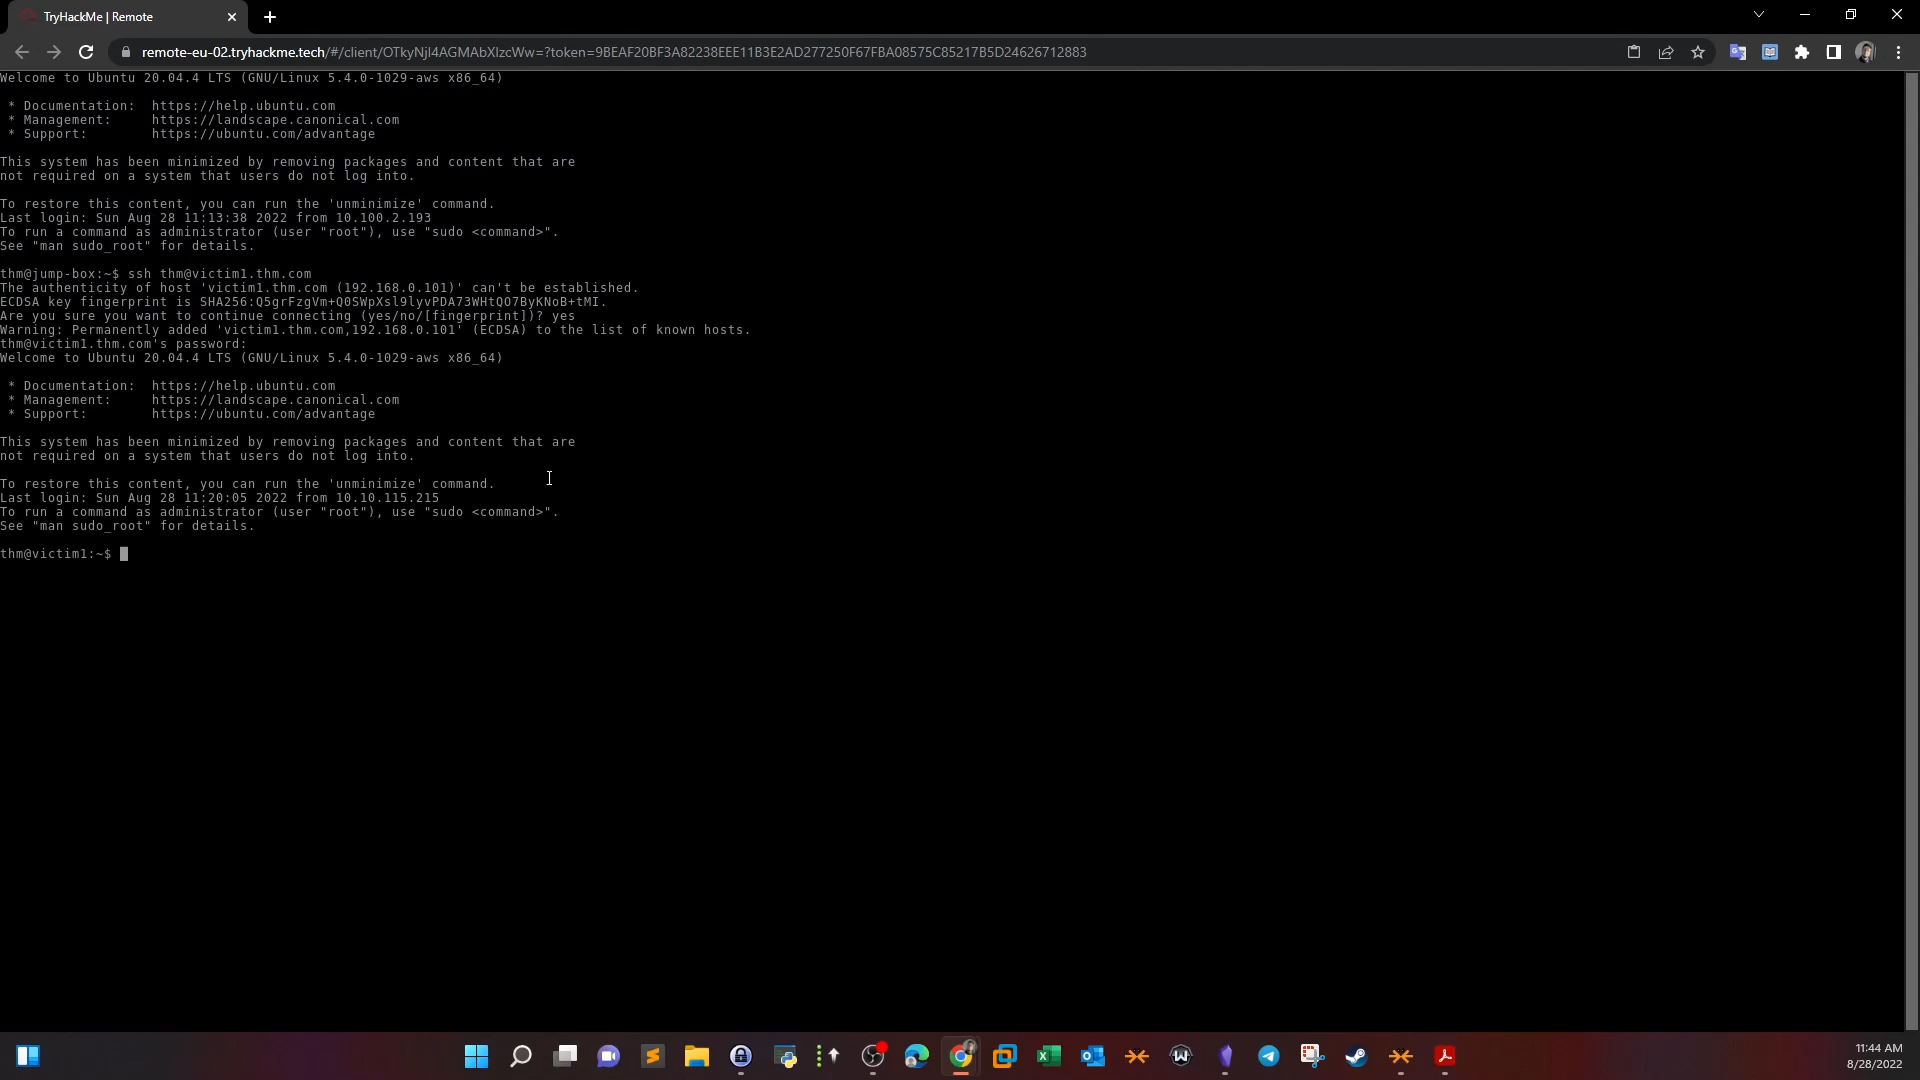 TryHackMe | Remote
remote-eu-02.tryhackme.tech/#/client/OTkyNjI4AGMAbXlzcWw=?token=9BEAF20BF3A82238EEE11B3E2AD277250F67FBA08575C85217B5D24626712883
Welcome to Ubuntu 20.04.4 LTS (GNU/Linux 5.4.0-1029-aws x86_64)
* Documentation:  https://help.ubuntu.com
* Management:     https://landscape.canonical.com
* Support:        https://ubuntu.com/advantage
This system has been minimized by removing packages and content that are
not required on a system that users do not log into.
To restore this content, you can run the 'unminimize' command.
Last login: Sun Aug 28 11:13:38 2022 from 10.100.2.193
To run a command as administrator (user "root"), use "sudo <command>".
See "man sudo_root" for details.
thm@jump-box:~$ ssh thm@victim1.thm.com
The authenticity of host 'victim1.thm.com (192.168.0.101)' can't be established.
ECDSA key fingerprint is SHA256:Q5grFzgVm+Q0SWpXsl9lyvPDA73WHtQO7ByKNoB+tMI.
Are you sure you want to continue connecting (yes/no/[fingerprint])? yes
Warning: Permanently added 'victim1.thm.com,192.168.0.101' (ECDSA) to the list of known hosts.
thm@victim1.thm.com's password:
Welcome to Ubuntu 20.04.4 LTS (GNU/Linux 5.4.0-1029-aws x86_64)
* Documentation:  https://help.ubuntu.com
* Management:     https://landscape.canonical.com
* Support:        https://ubuntu.com/advantage
This system has been minimized by removing packages and content that are
not required on a system that users do not log into.
To restore this content, you can run the 'unminimize' command.
Last login: Sun Aug 28 11:20:05 2022 from 10.10.115.215
To run a command as administrator (user "root"), use "sudo <command>".
See "man sudo_root" for details.
thm@victim1:~$
11:44 AM
8/28/2022